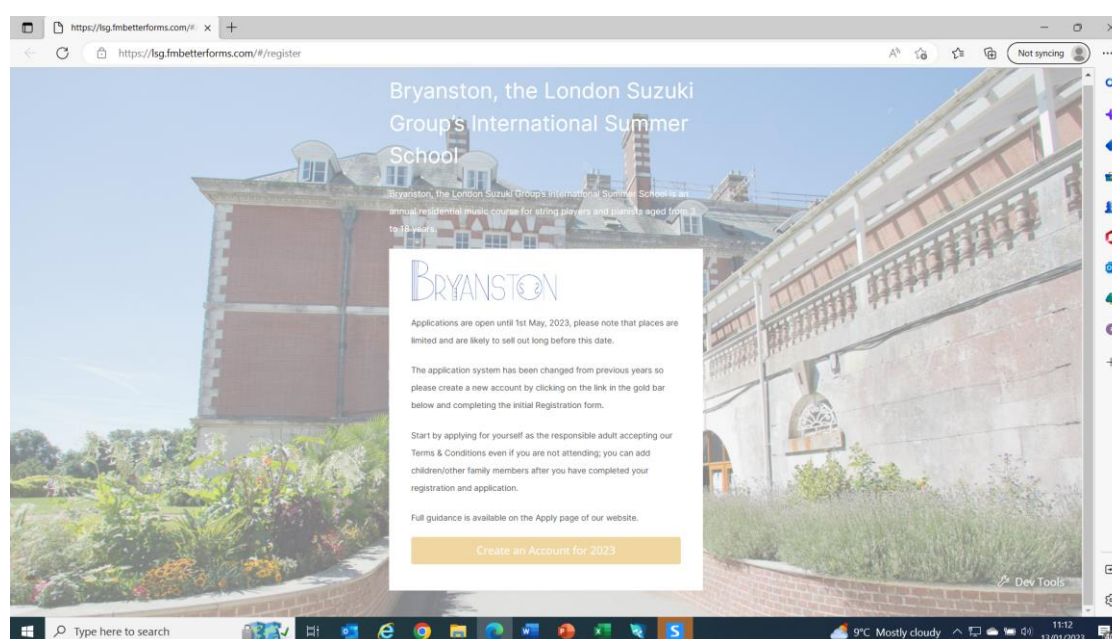 https://lsg.fmbetterforms.com/#/
https://lsg.fmbetterforms.com/#/register
Not syncing
Bryanston, the London Suzuki
Group's International Summer
School
Bryanston, the London Suzuki Group's International Summer School is an
annual residential music course for string players and pianists aged from 3
to 18 years.
BRYANSTON
Applications are open until 1st May, 2023, please note that places are
limited and are likely to sell out long before this date.
The application system has been changed from previous years so
please create a new account by clicking on the link in the gold bar
below and completing the initial Registration form.
Start by applying for yourself as the responsible adult accepting our
Terms & Conditions even if you are not attending; you can add
children/other family members after you have completed your
registration and application.
Full guidance is available on the Apply page of our website.
Create an Account for 2023
Dev Tools
Type here to search
9°C Mostly cloudy
11:12